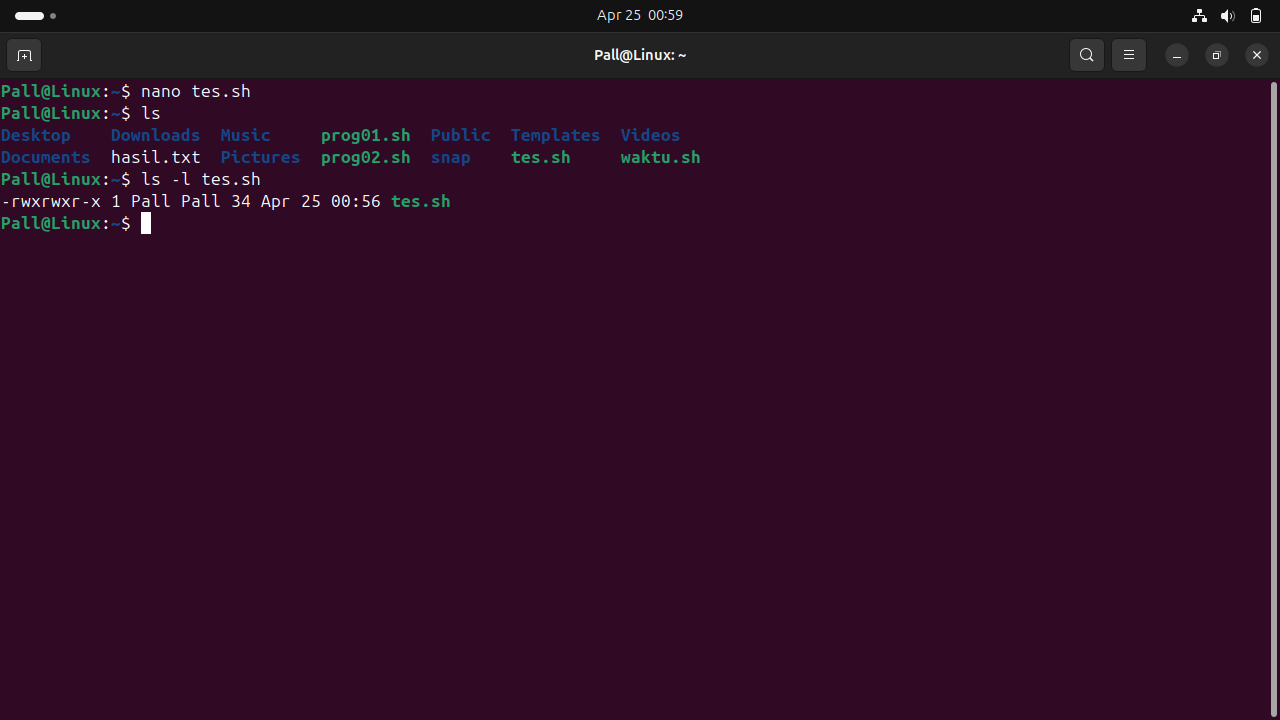 Apr 25 00:59
Pall@Linux: ~
Pall@Linux:~$ nano tes.sh
Pall@Linux:~$ ls
Desktop Downloads Music prog01.sh Public Templates Videos
Documents hasil.txt Pictures prog02.sh snap tes.sh waktu.sh
Pall@Linux:~$ ls -l tes.sh
-rwxrwxr-x 1 Pall Pall 34 Apr 25 00:56 tes.sh
Pall@Linux:~$